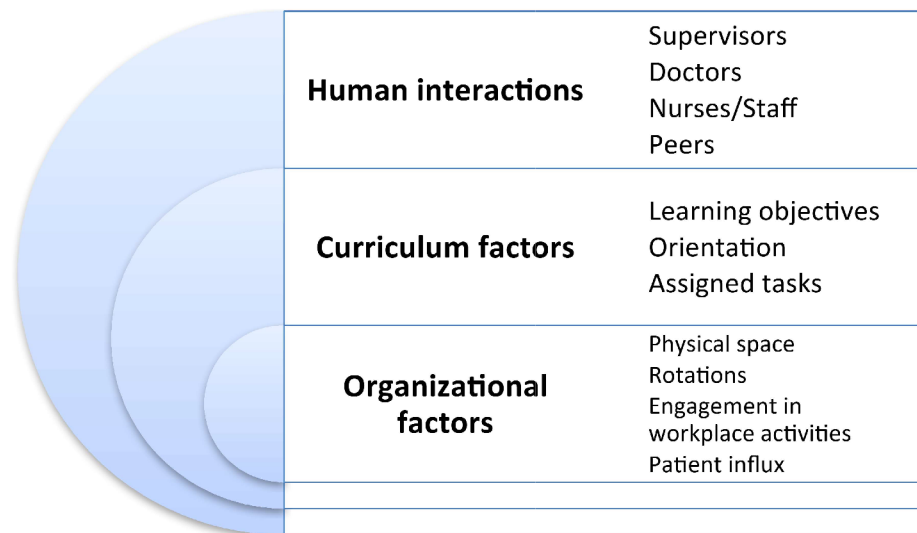 Human interactions
Supervisors
Doctors
Nurses/Staff
Peers
Curriculum factors
Learning objectives
Orientation
Assigned tasks
Organizational
factors
Physical space
Rotations
Engagement in
workplace activities
Patient influx